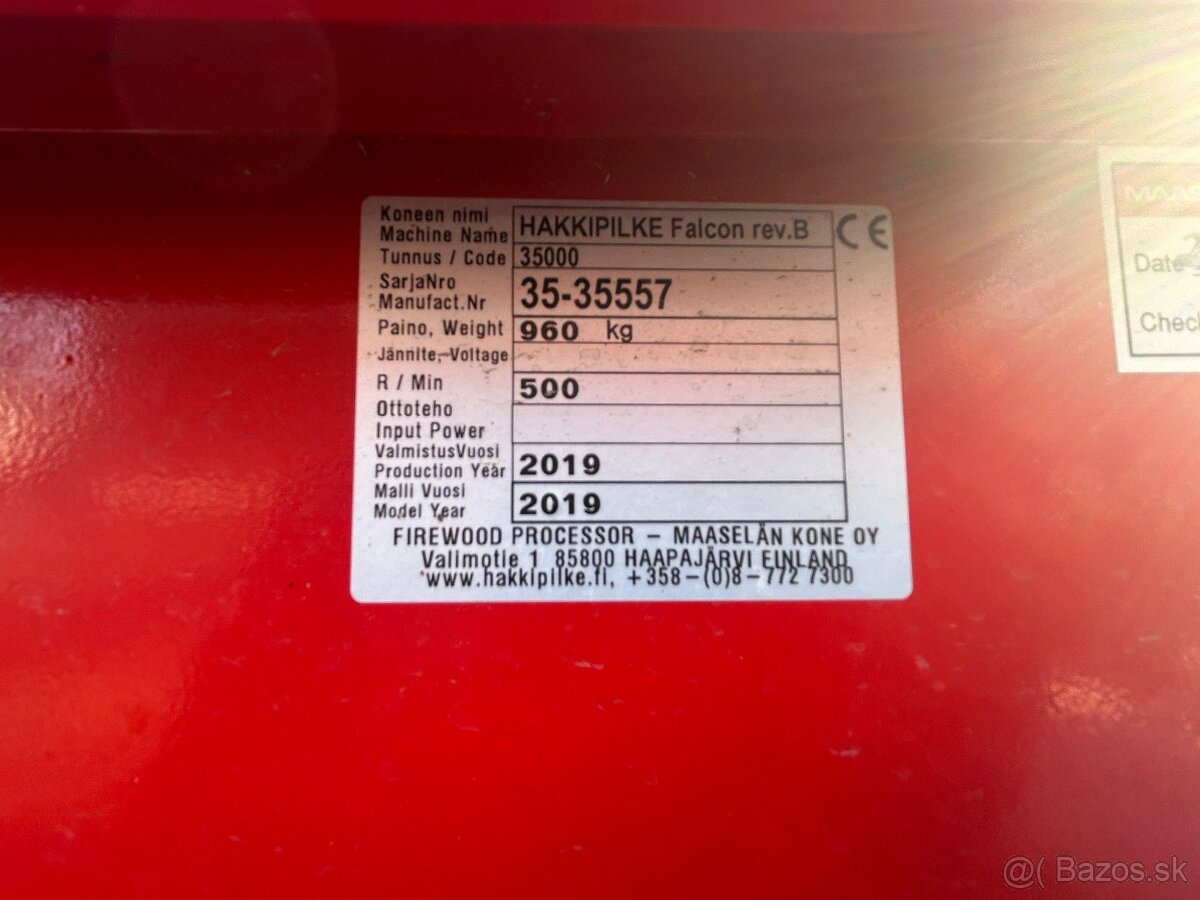 Koneen nimi
Machine Name HAKKIPILKE Falcon rev.B CE
Tunnus / Code 35000
SarjaNro
Manufact.Nr 35-35557
Paino, Weight 960 kg
Jännite, Voltage
R / Min 500
Ottoteho
Input Power
ValmistusVuosi
Production Year 2019
Malli Vuosi
Model Year 2019
FIREWOOD PROCESSOR – MAASELÄN KONE OY
Valimotie 1 85800 HAAPAJÄRVI FINLAND
www.hakkipilke.fi, +358-(0)8-772 7300
Date
Bazos.sk